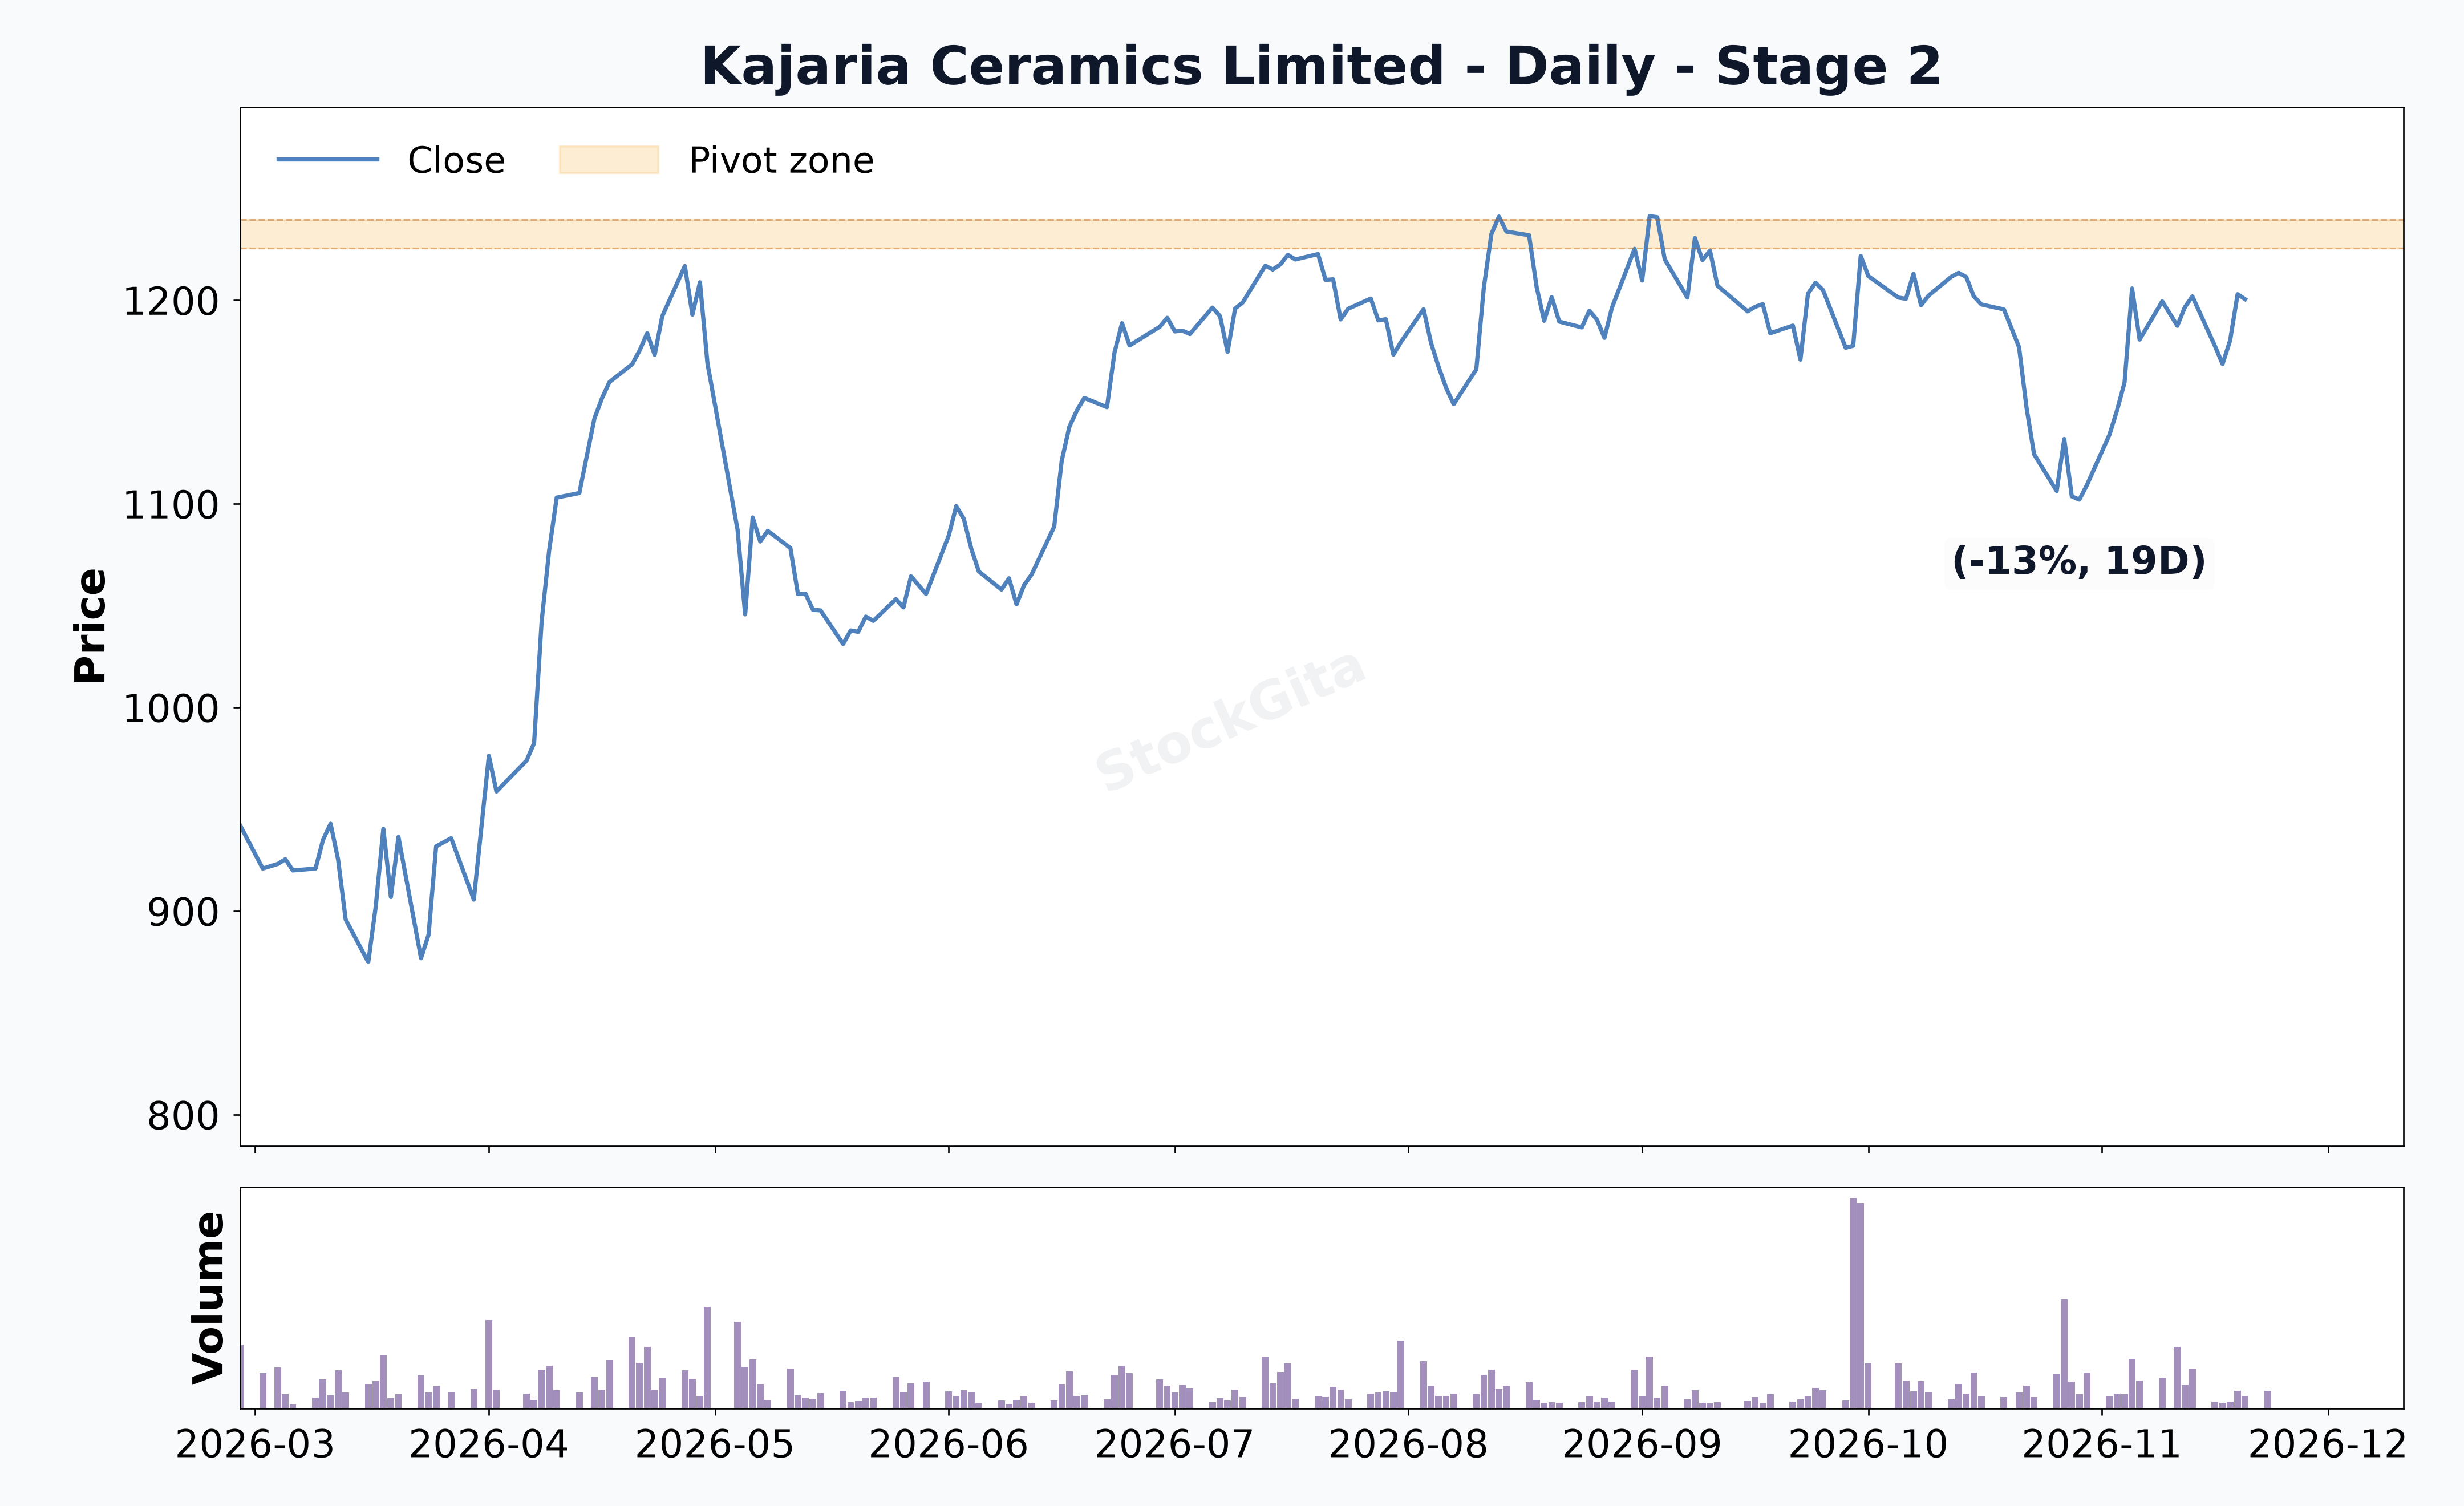 Kajaria Ceramics Limited - Daily - Stage 2
Close
Pivot zone
1200
1100
1000
900
800
Price
(-13%, 19D)
StockGita
Volume
2026-03
2026-04
2026-05
2026-06
2026-07
2026-08
2026-09
2026-10
2026-11
2026-12